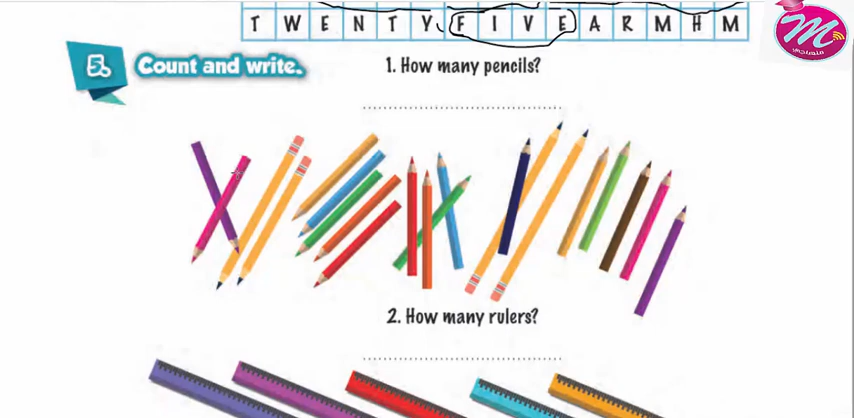 T W E N T Y F I V E A R M H M
5. Count and write.
1. How many pencils?
2. How many rulers?